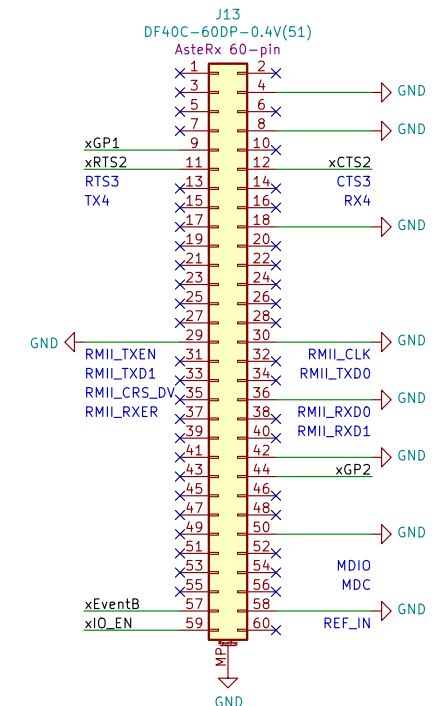 J13
DF40C-60DP-0.4V(51)
AsteRx 60-pin
1 2
3 4 GND
5 6
7 8 GND
xGP1 9 10
xRTS2 11 12 xCTS2
RTS3 13 14 CTS3
TX4 15 16 RX4
17 18 GND
19 20
21 22
23 24
25 26
27 28
GND 29 30 GND
RMII_TXEN 31 32 RMII_CLK
RMII_TXD1 33 34 RMII_TXD0
RMII_CRS_DV 35 36 GND
RMII_RXER 37 38 RMII_RXD0
39 40 RMII_RXD1
41 42 GND
43 44 xGP2
45 46
47 48
49 50 GND
51 52
53 54 MDIO
55 56 MDC
xEventB 57 58 GND
xIO_EN 59 60 REF_IN
MP
GND